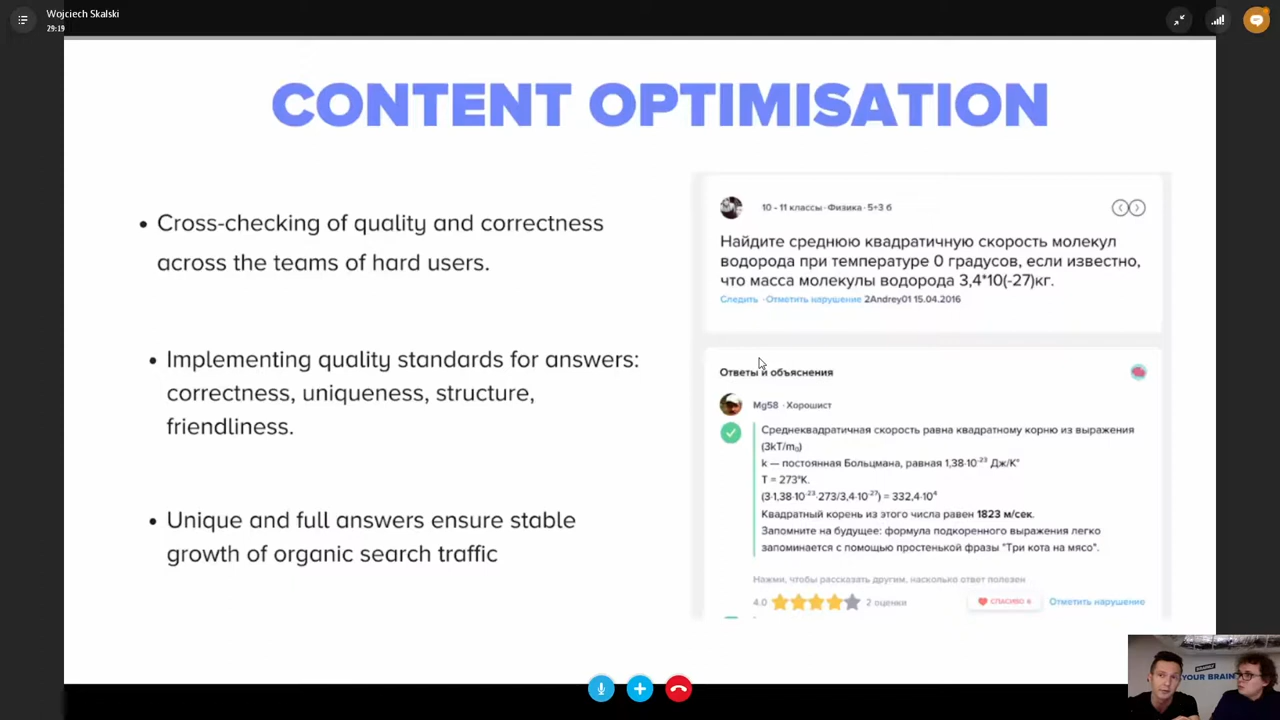 Wojciech Skalski
29:19
CONTENT OPTIMISATION
• Cross-checking of quality and correctness
across the teams of hard users.
• Implementing quality standards for answers:
correctness, uniqueness, structure,
friendliness.
• Unique and full answers ensure stable
growth of organic search traffic
10 - 11 классы · Физика · 5+3 б
Найдите среднюю квадратичную скорость молекул
водорода при температуре 0 градусов, если известно,
что масса молекулы водорода 3,4*10(-27)кг.
Следить · Отметить нарушение 2Andrey01 15.04.2016
Ответы и объяснения
Mg58 · Хорошист
Среднеквадратичная скорость равна квадратному корню из выражения
(3kT/m₀)
k — постоянная Больцмана, равная 1,38·10⁻²³ Дж/К°
T = 273°K.
(3·1,38·10⁻²³·273/3,4·10⁻²⁷) = 332,4·10⁴
Квадратный корень из этого числа равен 1823 м/сек.
Запомните на будущее: формула подкоренного выражения легко
запоминается с помощью простенькой фразы "Три кота на мясо".
Нажми, чтобы рассказать другим, насколько ответ полезен
4.0 2 оценки СПАСИБО 6 Отметить нарушение
YOUR BRAIN